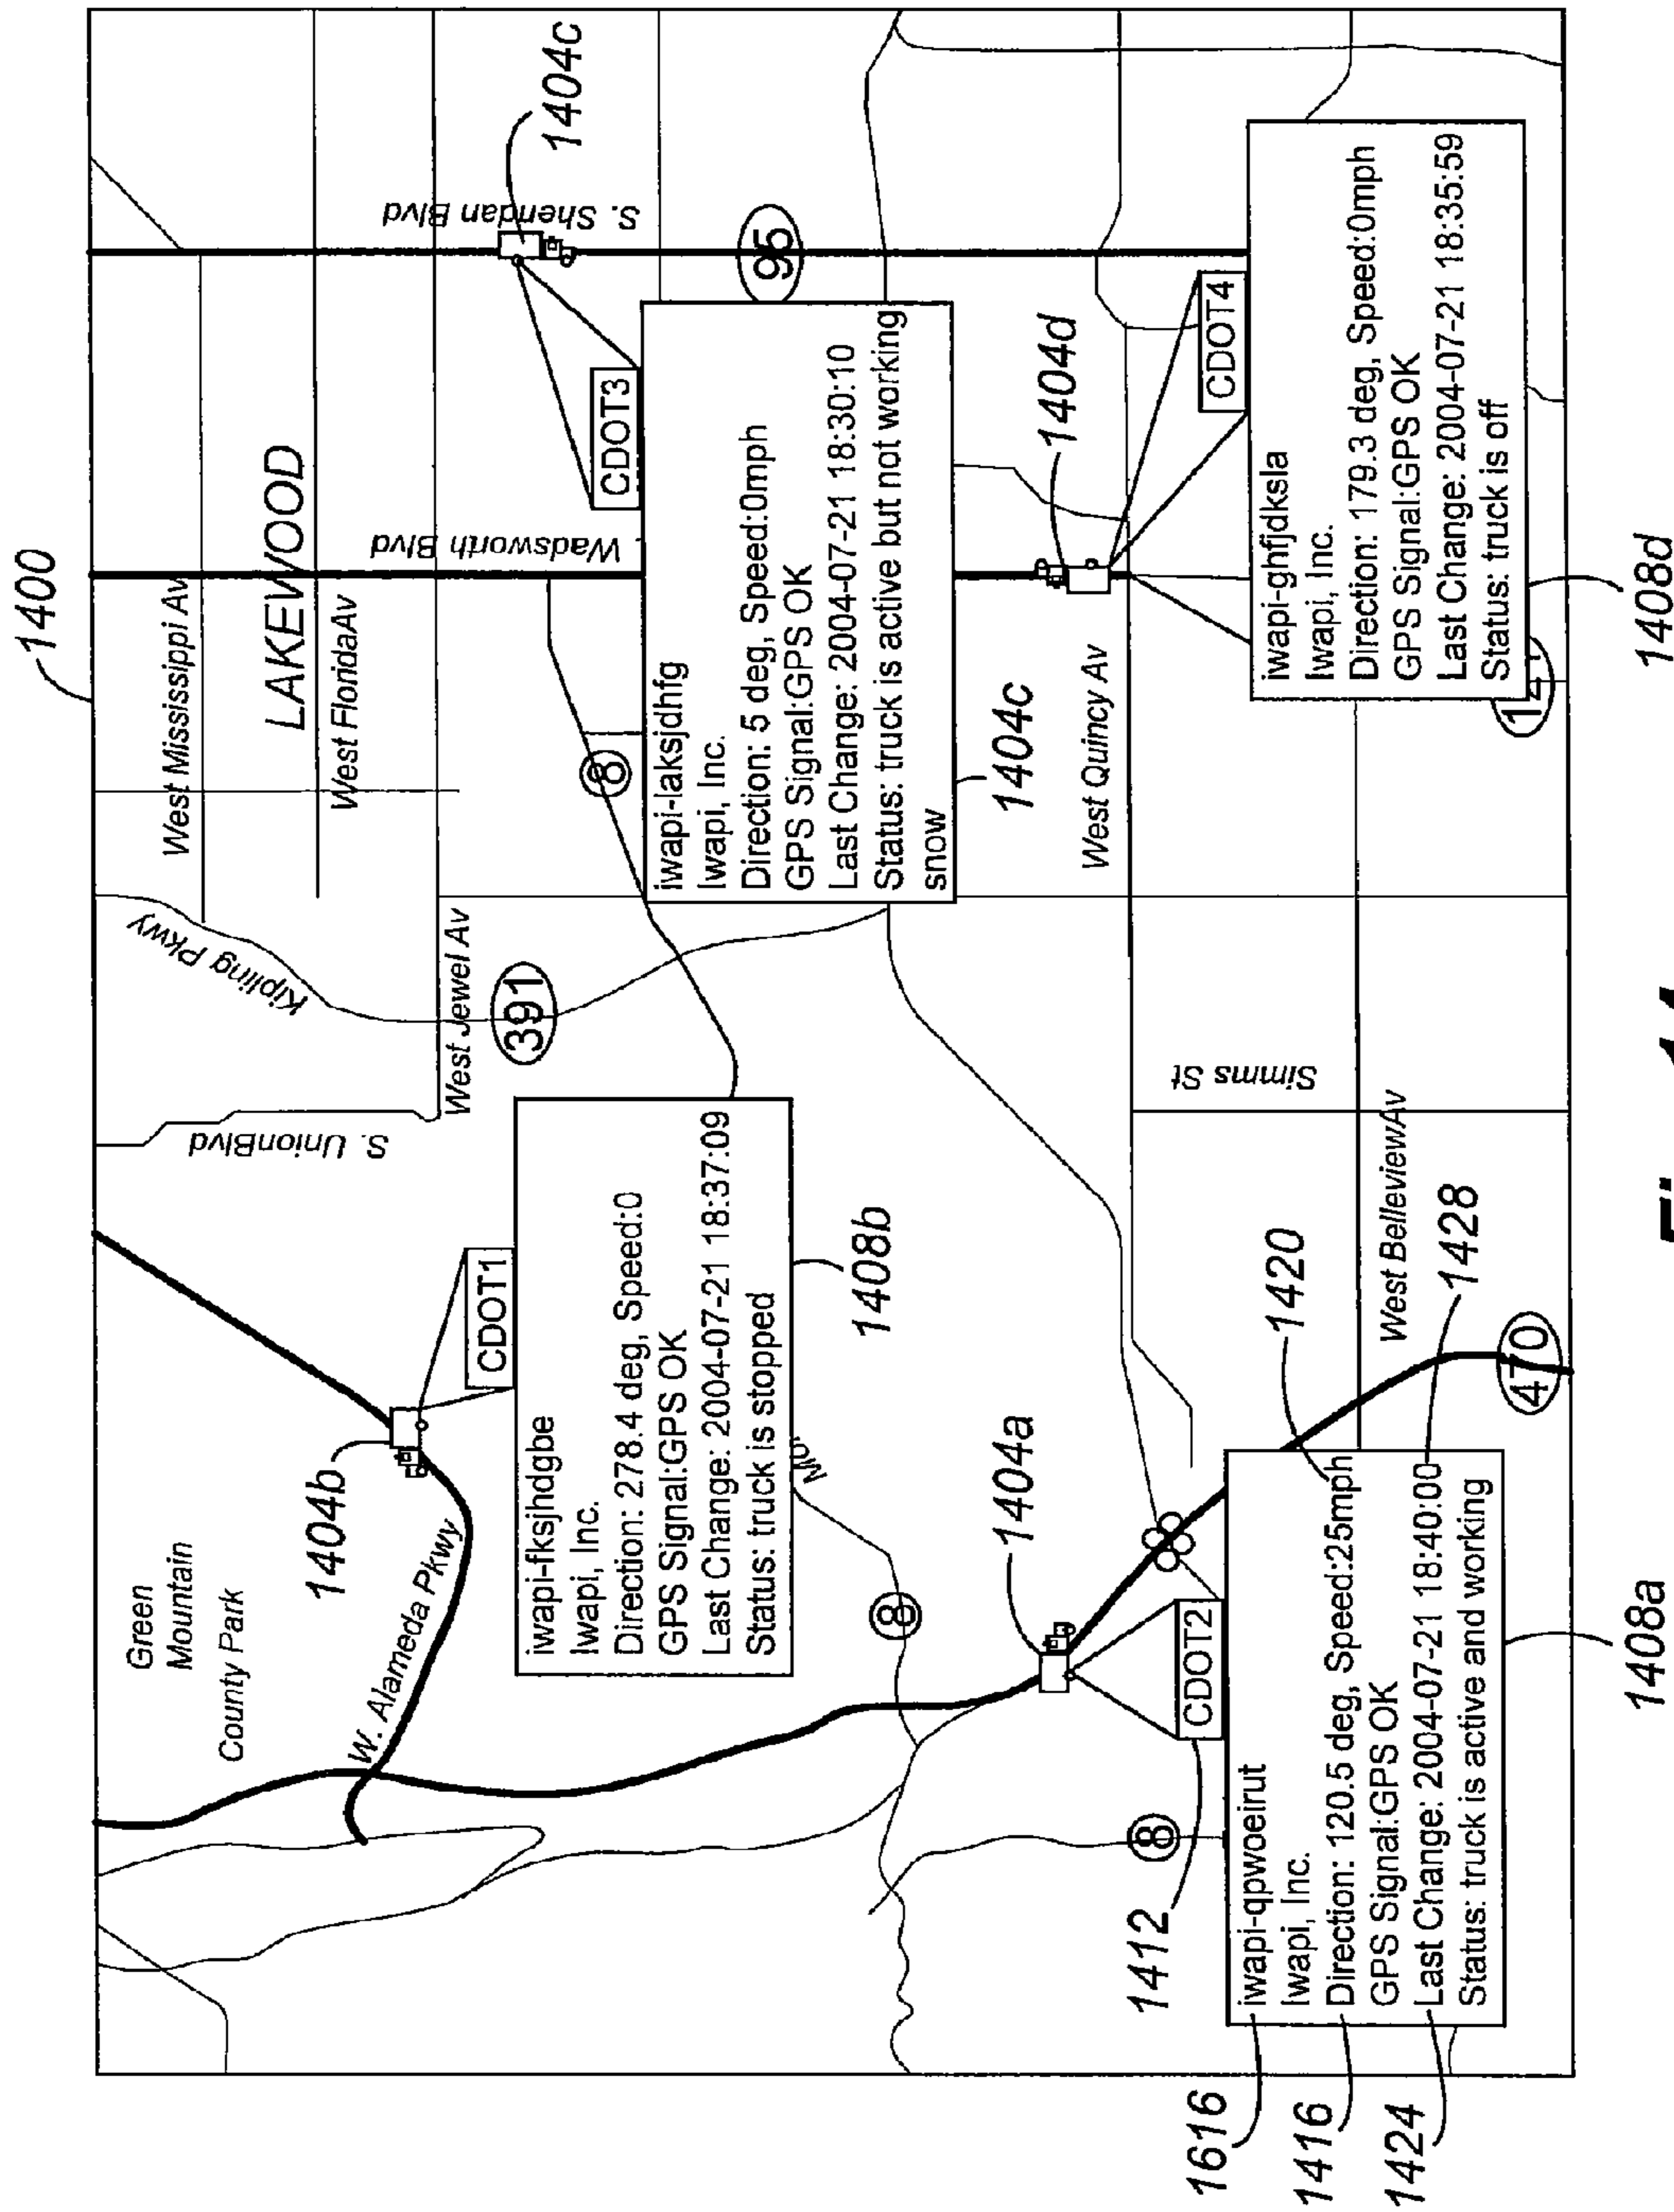 1400
West Mississippi Av
LAKEWOOD
West FloridaAv
Kipling Pkwy
S. UnionBlvd
West Jewel Av
391
Wadsworth Blvd
S. Sheridan Blvd
1404c
95
8
Green
Mountain
County Park
1404b
W. Alameda Pkwy
CDOT1
iwapi-fksjhdgbe
Iwapi, Inc.
Direction: 278.4 deg, Speed:0
GPS Signal:GPS OK
Last Change: 2004-07-21 18:37:09
Status: truck is stopped
1408b
CDOT3
iwapi-laksjdhfg
Iwapi, Inc.
Direction: 5 deg, Speed:0mph
GPS Signal:GPS OK
Last Change: 2004-07-21 18:30:10
Status: truck is active but not working
snow
1404c
1404d
West Quincy Av
CDOT4
iwapi-ghfjdksla
Iwapi, Inc.
Direction: 179.3 deg, Speed:0mph
GPS Signal:GPS OK
Last Change: 2004-07-21 18:35:59
Status: truck is off
1408d
8
1404a
8
1412
CDOT2
1616
iwapi-qpwoeirut
Iwapi, Inc.
1416
Direction: 120.5 deg, Speed:25mph
1420
GPS Signal:GPS OK
1424
Last Change: 2004-07-21 18:40:00
1428
Status: truck is active and working
1408a
Simms St
West BelleviewAv
470